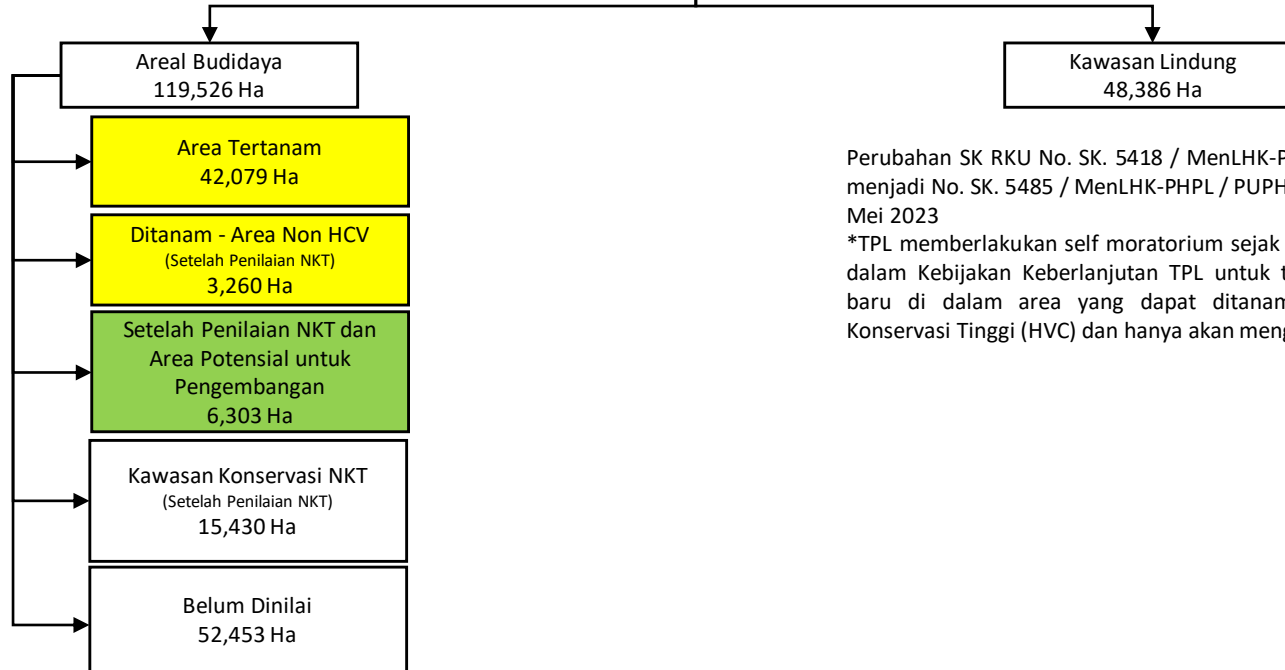 Areal Budidaya
119,526 Ha
Kawasan Lindung
48,386 Ha
Area Tertanam
42,079 Ha
Ditanam - Area Non HCV
(Setelah Penilaian NKT)
3,260 Ha
Setelah Penilaian NKT dan
Area Potensial untuk
Pengembangan
6,303 Ha
Kawasan Konservasi NKT
(Setelah Penilaian NKT)
15,430 Ha
Belum Dinilai
52,453 Ha
Perubahan SK RKU No. SK. 5418 / MenLHK-P
menjadi No. SK. 5485 / MenLHK-PHPL / PUPH
Mei 2023
*TPL memberlakukan self moratorium sejak
dalam Kebijakan Keberlanjutan TPL untuk
baru di dalam area yang dapat ditanam
Konservasi Tinggi (HVC) dan hanya akan